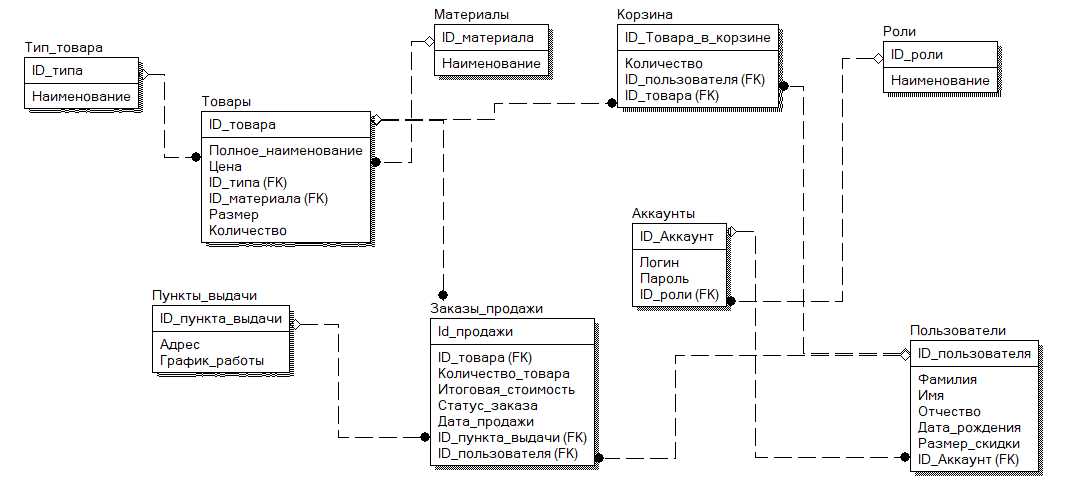 Тип_товара
ID_типа
Наименование
Товары
ID_товара
Полное_наименование
Цена
ID_типа (FK)
ID_материала (FK)
Размер
Количество
Материалы
ID_материала
Наименование
Корзина
ID_Товара_в_корзине
Количество
ID_пользователя (FK)
ID_товара (FK)
Роли
ID_роли
Наименование
Аккаунты
ID_Аккаунт
Логин
Пароль
ID_роли (FK)
Пункты_выдачи
ID_пункта_выдачи
Адрес
График_работы
Заказы_продажи
Id_продажи
ID_товара (FK)
Количество_товара
Итоговая_стоимость
Статус_заказа
Дата_продажи
ID_пункта_выдачи (FK)
ID_пользователя (FK)
Пользователи
ID_пользователя
Фамилия
Имя
Отчество
Дата_рождения
Размер_скидки
ID_Аккаунт (FK)